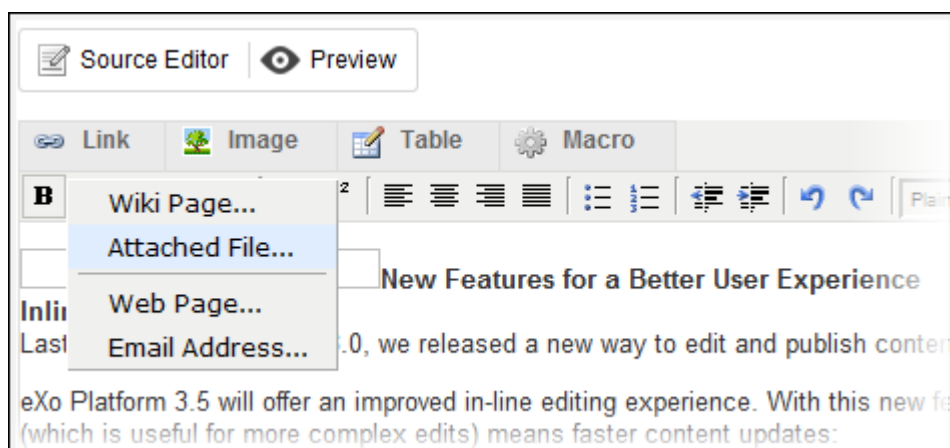 Source Editor Preview
Link Image Table Macro
B 2 Plain
Wiki Page...
Attached File...
New Features for a Better User Experience
Web Page...
Email Address...
.0, we released a new way to edit and publish
Last
eXo Platform 3.5 will offer an improved in-line editing experience. With this new
(which is useful for more complex edits) means faster content updates: